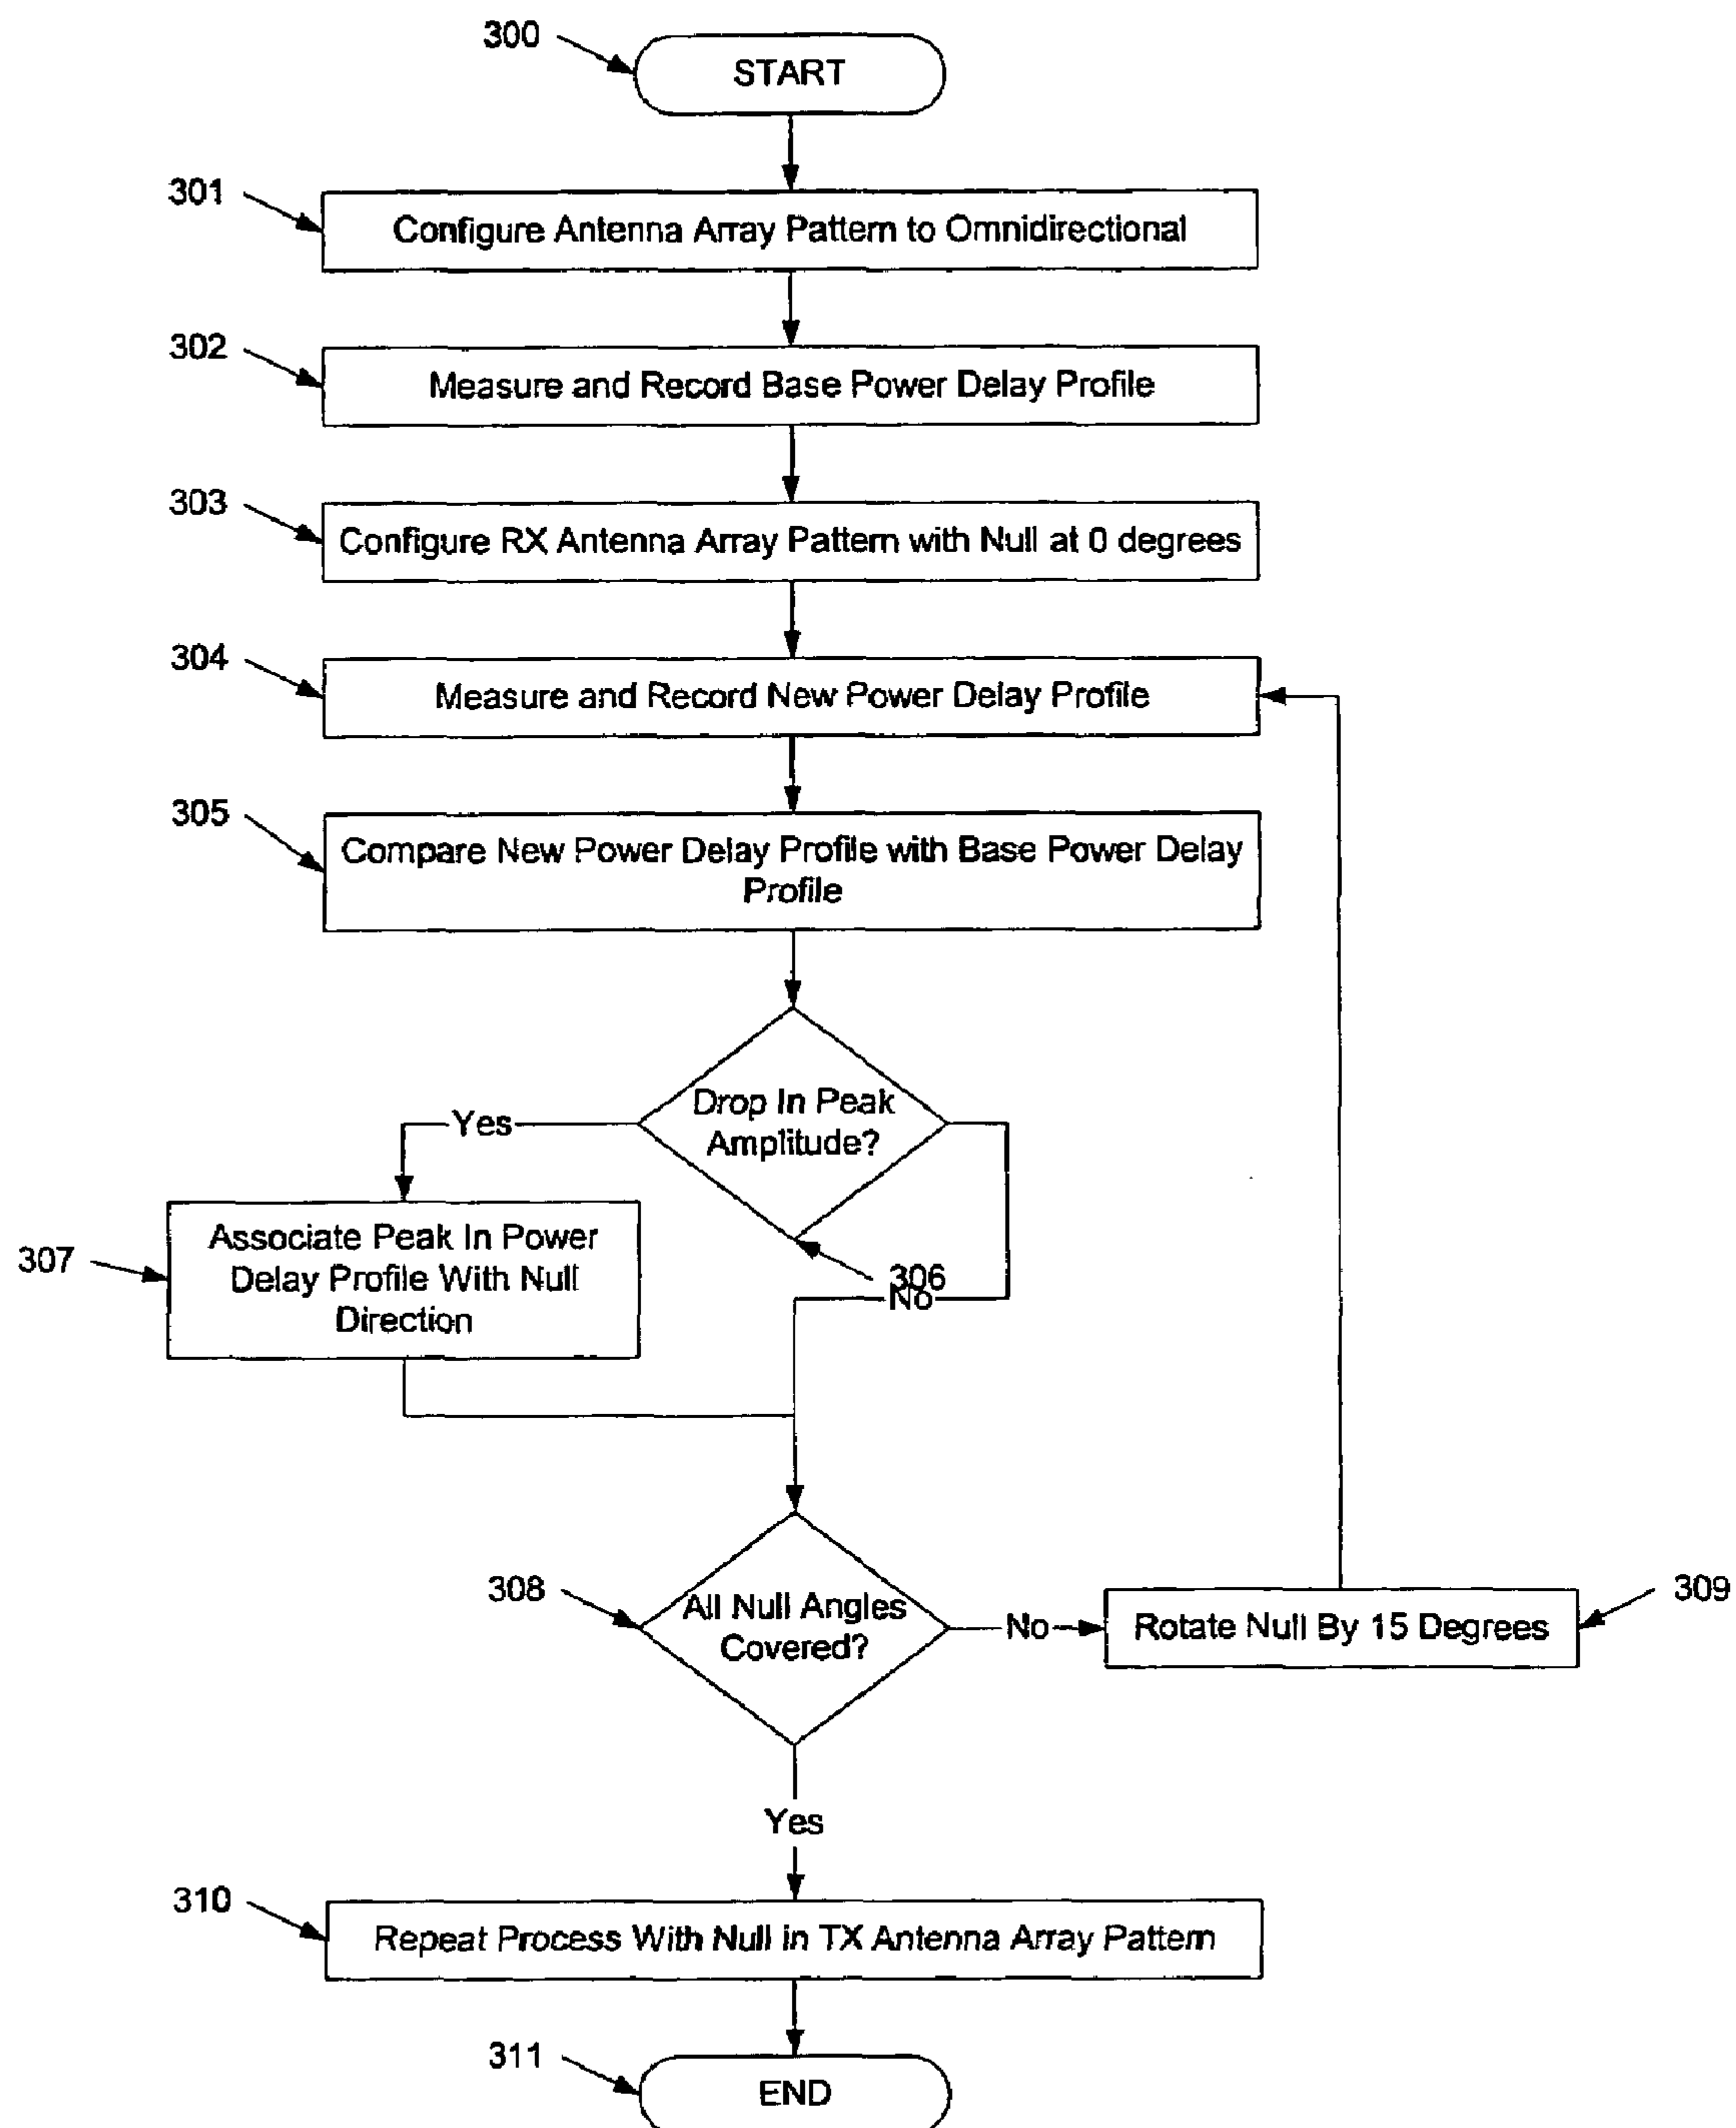 300
START
301
Configure Antenna Array Pattern to Omnidirectional
302
Measure and Record Base Power Delay Profile
303
Configure RX Antenna Array Pattern with Null at 0 degrees
304
Measure and Record New Power Delay Profile
305
Compare New Power Delay Profile with Base Power Delay
Profile
Drop In Peak
Amplitude?
Yes
306
No
307
Associate Peak In Power
Delay Profile With Null
Direction
308
All Null Angles
Covered?
No
Rotate Null By 15 Degrees
309
Yes
310
Repeat Process With Null in TX Antenna Array Pattern
311
END